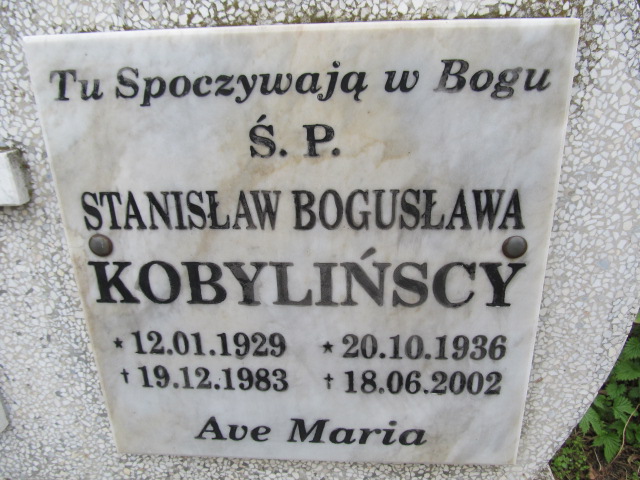 Tu Spoczywają w Bogu
Ś. P.
STANISŁAW BOGUSŁAWA
KOBYLIŃSCY
* 12.01.1929 * 20.10.1936
† 19.12.1983 † 18.06.2002
Ave Maria